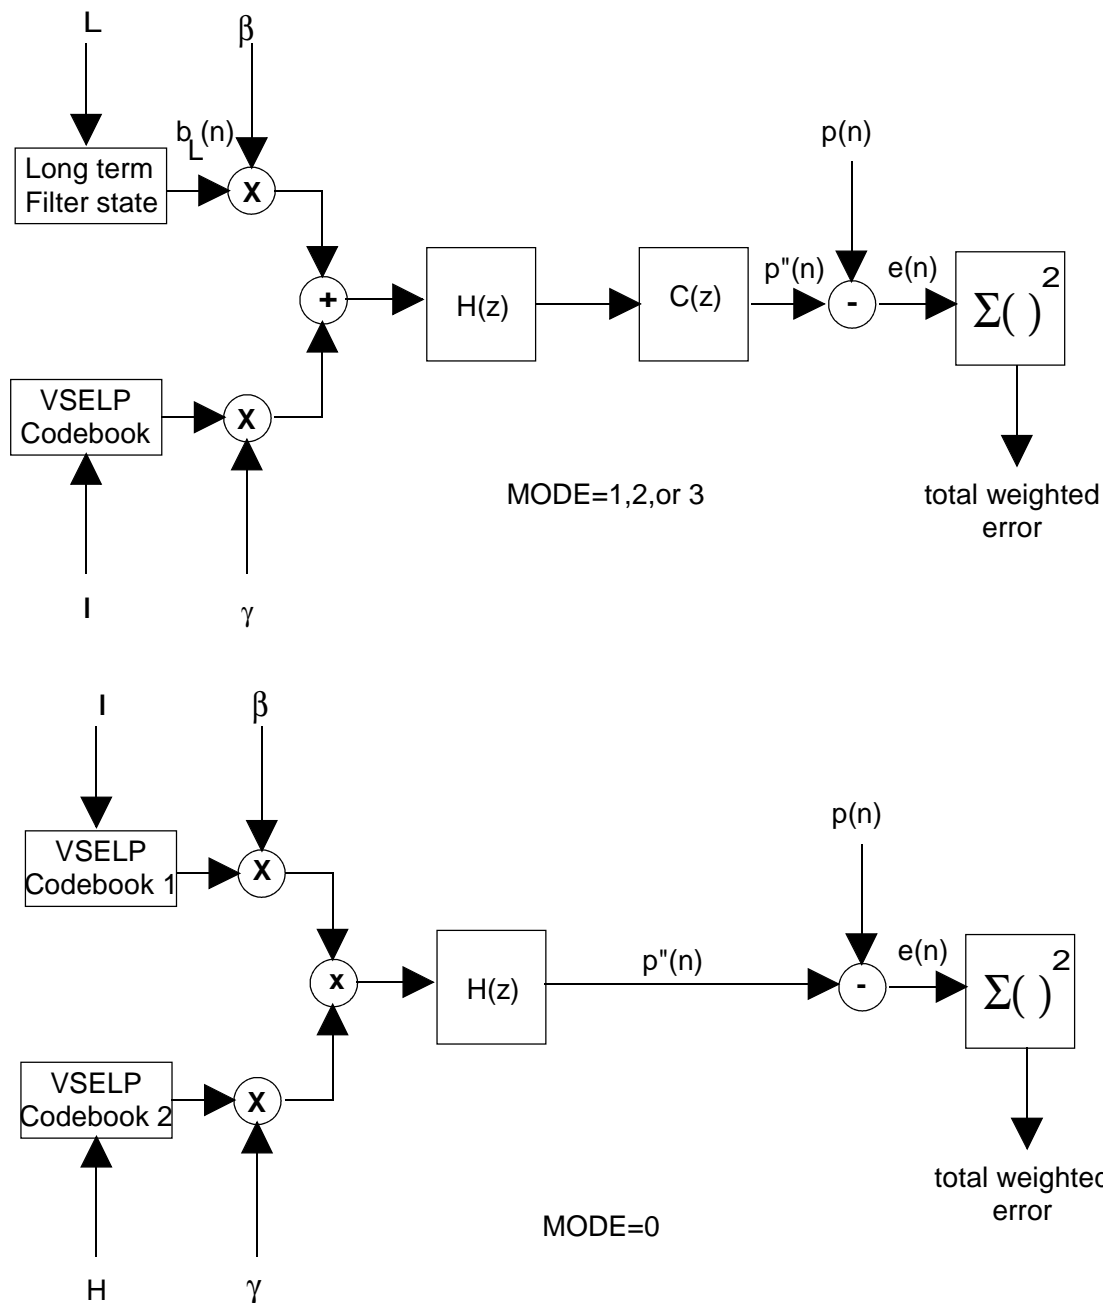 L
β
b (n)
L
p(n)
Long term
Filter state
X
H(z)
C(z)
p"(n)
e(n)
+
-
Σ( ) 2
VSELP
Codebook
X
MODE=1,2,or 3
total weighted
error
I
γ
I
β
p(n)
VSELP
Codebook 1
X
e(n)
p"(n)
x
H(z)
-
Σ( ) 2
VSELP
Codebook 2
X
total weighted
error
MODE=0
H
γ